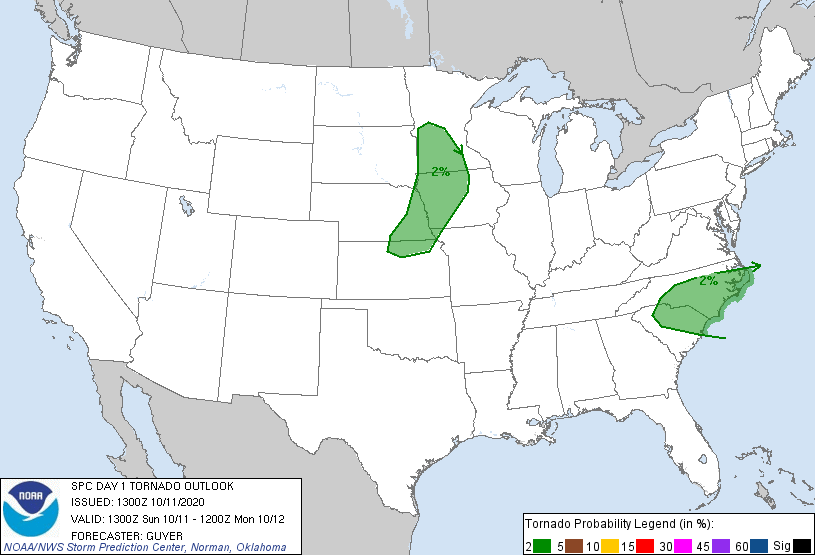 2%
2%
NOAA
SPC DAY 1 TORNADO OUTLOOK
ISSUED: 1300Z 10/11/2020
VALID: 1300Z Sun 10/11 - 1200Z Mon 10/12
FORECASTER: GUYER
NOAA/NWS Storm Prediction Center, Norman, Oklahoma
Tornado Probability Legend (in %):
2 5 10 15 30 45 60 Sig